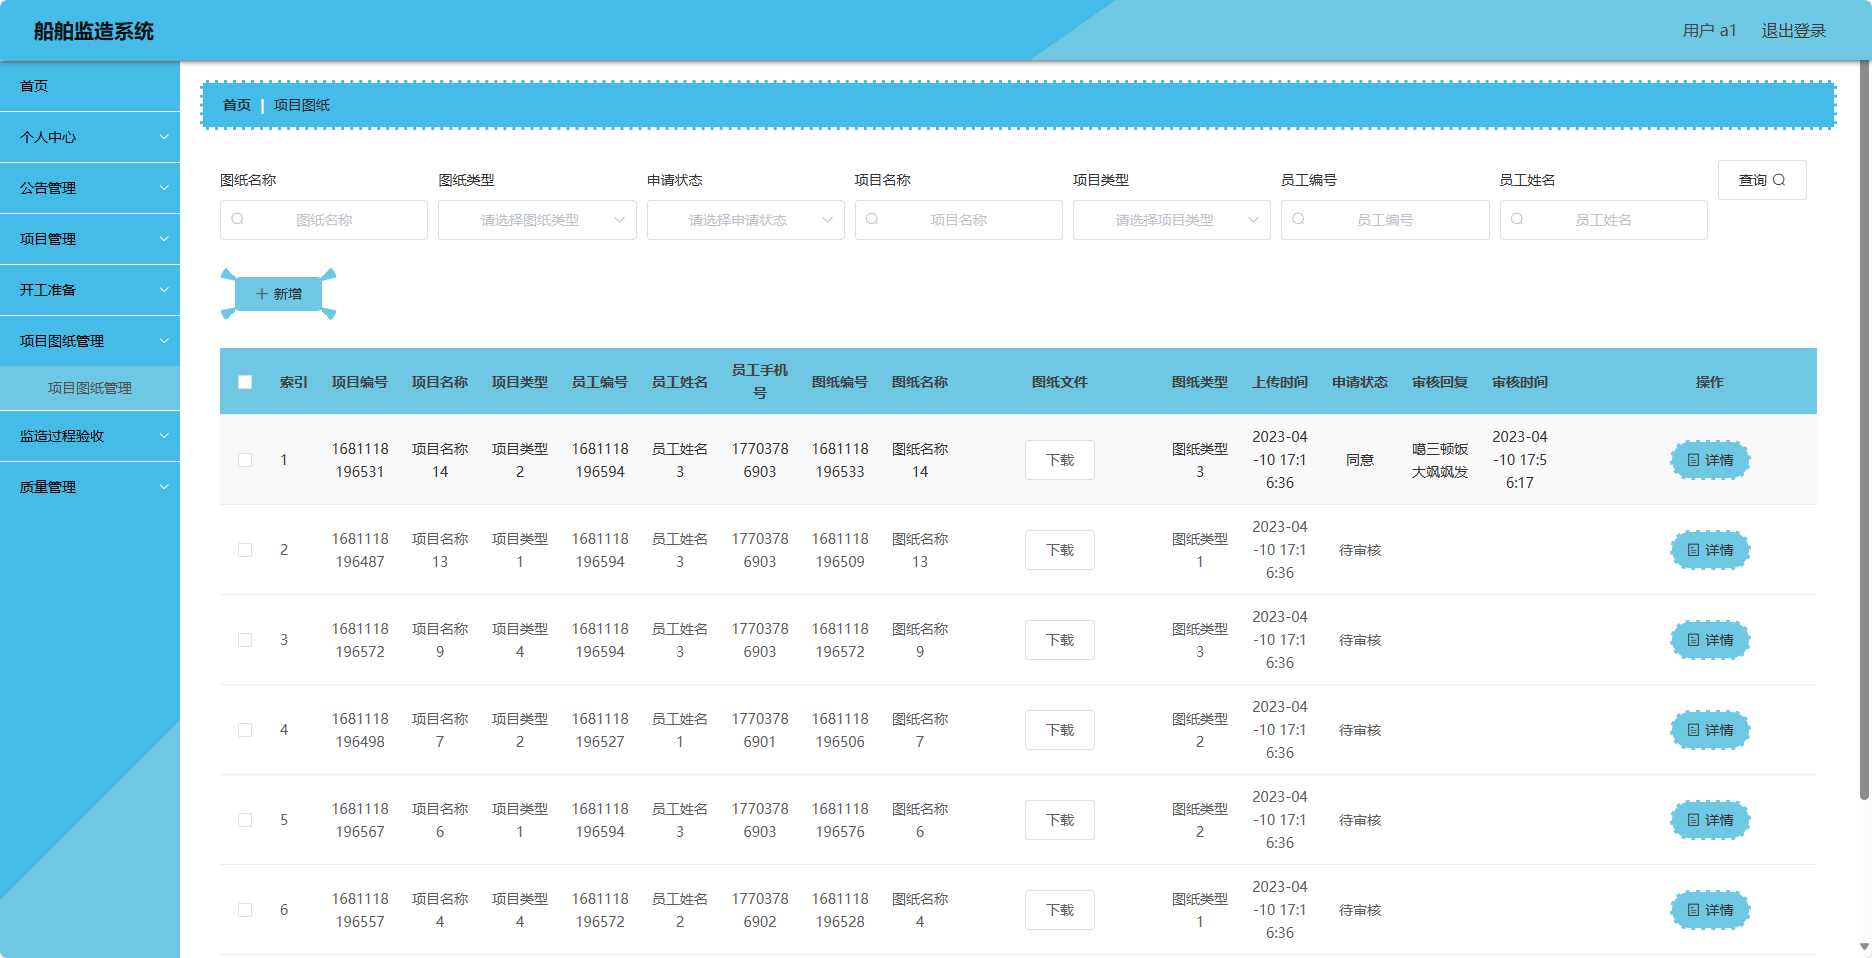 船舶监造系统
用户 a1 退出登录
首页
个人中心
公告管理
项目管理
开工准备
项目图纸管理
项目图纸管理
监造过程验收
质量管理
首页 | 项目图纸
图纸名称 图纸类型 申请状态 项目名称 项目类型 员工编号 员工姓名 查询
图纸名称 请选择图纸类型 请选择申请状态 项目名称 请选择项目类型 员工编号 员工姓名
新增
索引 项目编号 项目名称 项目类型 员工编号 员工姓名 员工手机号 图纸编号 图纸名称 图纸文件 图纸类型 上传时间 申请状态 审核回复 审核时间 操作
1 1681118196531 项目名称14 项目类型2 1681118196594 员工姓名3 17703786903 1681118196533 图纸名称14 下载 图纸类型3 2023-04-10 17:16:36 同意 噶三顿饭大飒飒发 2023-04-10 17:56:17 详情
2 1681118196487 项目名称13 项目类型1 1681118196594 员工姓名3 17703786903 1681118196509 图纸名称13 下载 图纸类型1 2023-04-10 17:16:36 待审核 详情
3 1681118196572 项目名称9 项目类型4 1681118196594 员工姓名3 17703786903 1681118196572 图纸名称9 下载 图纸类型3 2023-04-10 17:16:36 待审核 详情
4 1681118196498 项目名称7 项目类型2 1681118196527 员工姓名1 17703786901 1681118196506 图纸名称7 下载 图纸类型2 2023-04-10 17:16:36 待审核 详情
5 1681118196567 项目名称6 项目类型1 1681118196594 员工姓名3 17703786903 1681118196576 图纸名称6 下载 图纸类型2 2023-04-10 17:16:36 待审核 详情
6 1681118196557 项目名称4 项目类型4 1681118196572 员工姓名2 17703786902 1681118196528 图纸名称4 下载 图纸类型1 2023-04-10 17:16:36 待审核 详情